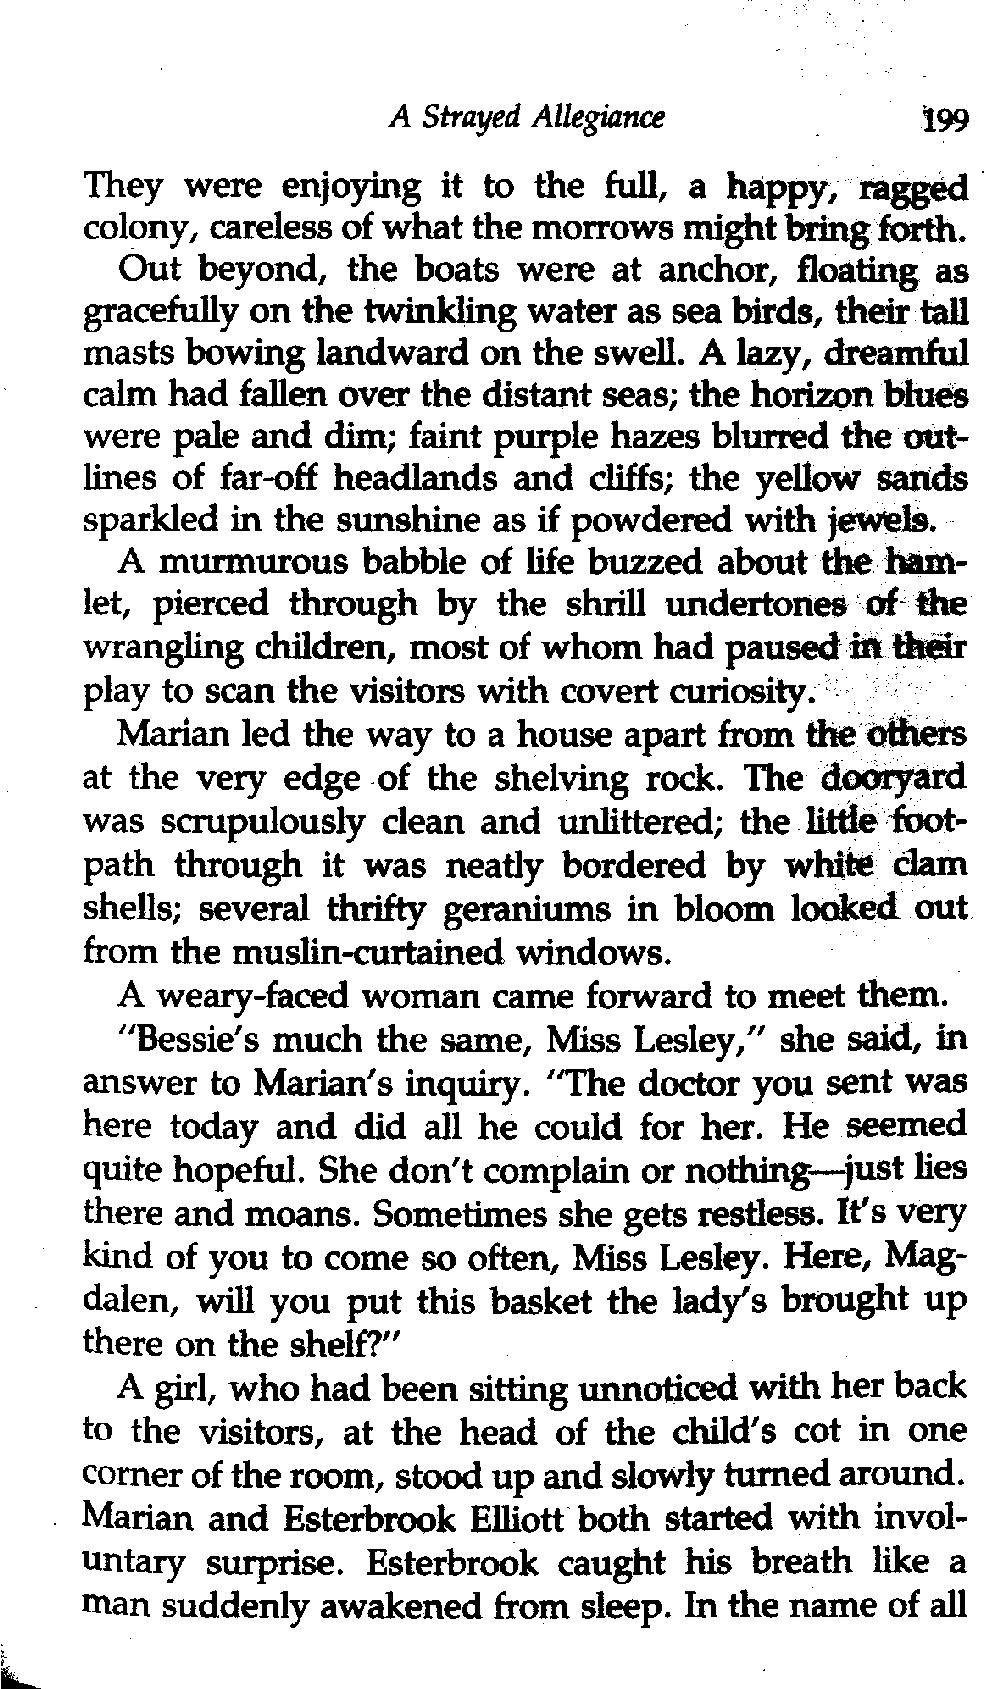 A Strayed Allegiance 199
They were enjoying it to the full, a happy, ragged
colony, careless of what the morrows might bring forth.
Out beyond, the boats were at anchor, floating as
gracefully on the twinkling water as sea birds, their tall
masts bowing landward on the swell. A lazy, dreamful
calm had fallen over the distant seas; the horizon blues
were pale and dim; faint purple hazes blurred the out-
lines of far-off headlands and cliffs; the yellow sands
sparkled in the sunshine as if powdered with jewels.
A murmurous babble of life buzzed about the ham-
let, pierced through by the shrill undertones of the
wrangling children, most of whom had paused in their
play to scan the visitors with covert curiosity.
Marian led the way to a house apart from the others
at the very edge of the shelving rock. The dooryard
was scrupulously clean and unlittered; the little foot-
path through it was neatly bordered by white clam
shells; several thrifty geraniums in bloom looked out
from the muslin-curtained windows.
A weary-faced woman came forward to meet them.
"Bessie's much the same, Miss Lesley," she said, in
answer to Marian's inquiry. "The doctor you sent was
here today and did all he could for her. He seemed
quite hopeful. She don't complain or nothing—just lies
there and moans. Sometimes she gets restless. It's very
kind of you to come so often, Miss Lesley. Here, Mag-
dalen, will you put this basket the lady's brought up
there on the shelf?"
A girl, who had been sitting unnoticed with her back
to the visitors, at the head of the child's cot in one
corner of the room, stood up and slowly turned around.
Marian and Esterbrook Elliott both started with invol-
untary surprise. Esterbrook caught his breath like a
man suddenly awakened from sleep. In the name of all